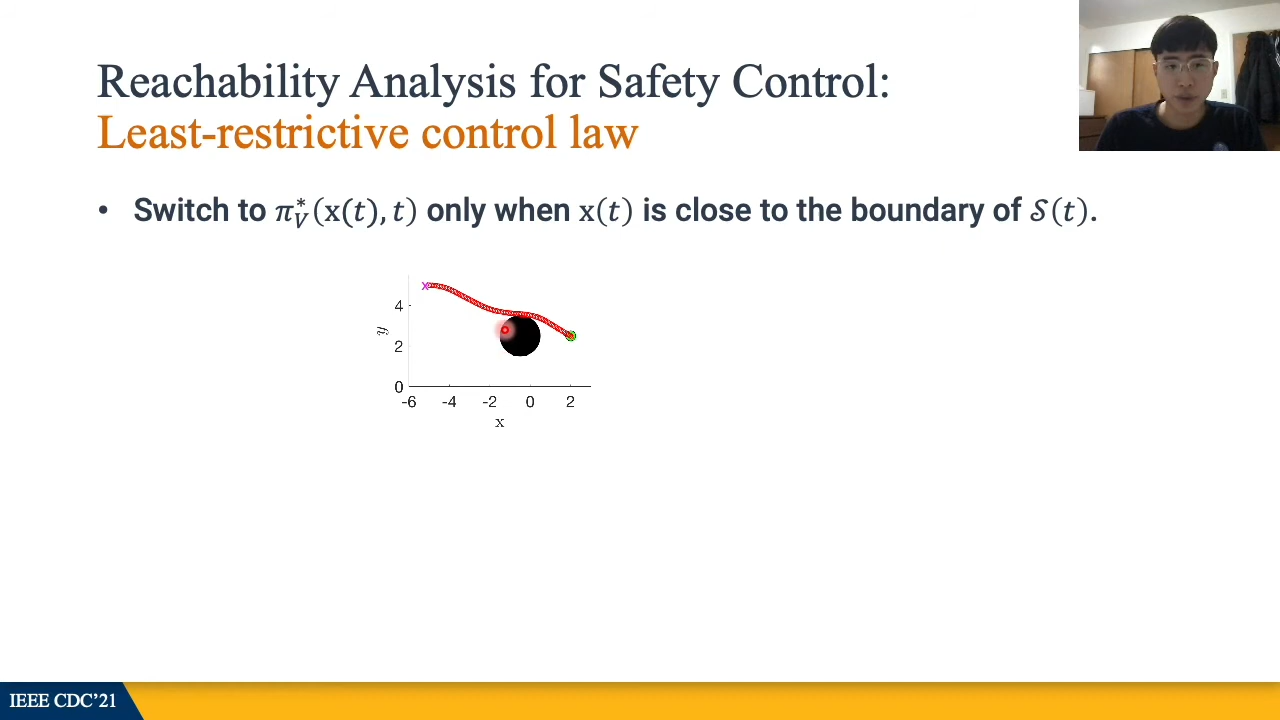 Reachability Analysis for Safety Control:
Least-restrictive control law
• Switch to π*_V(x(t), t) only when x(t) is close to the boundary of 𝒮(t).
x
4
y
2
0
-6 -4 -2 0 2
x
IEEE CDC'21